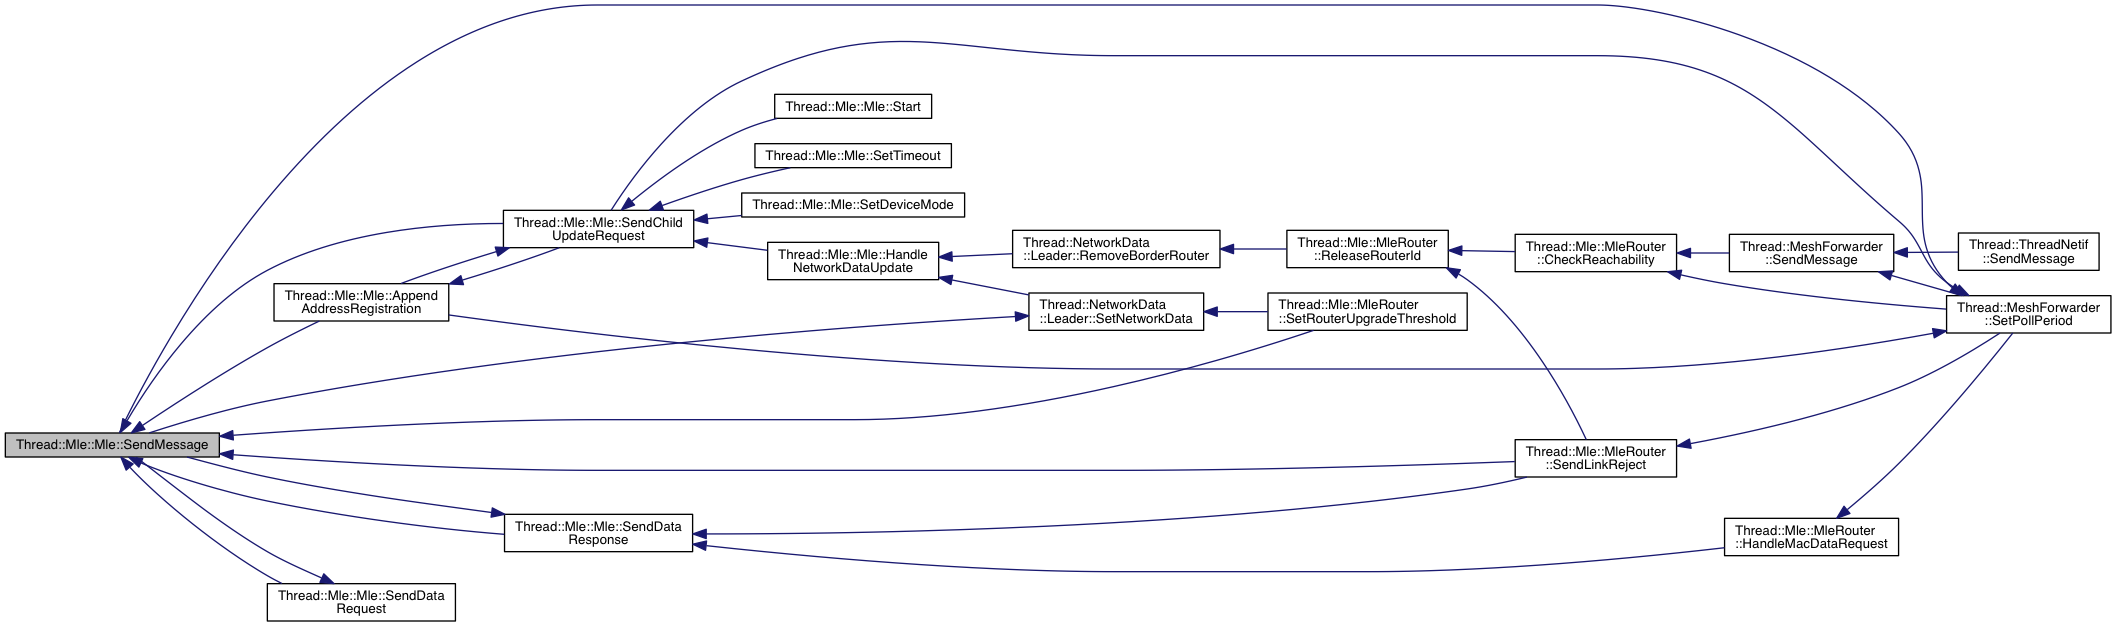 Thread::Mle::Mle::Start
Thread::Mle::Mle::SetTimeout
Thread::Mle::Mle::SetDeviceMode
Thread::Mle::Mle::SendChild
UpdateRequest
Thread::Mle::Mle::Handle
NetworkDataUpdate
Thread::NetworkData
::Leader::RemoveBorderRouter
Thread::Mle::MleRouter
::ReleaseRouterId
Thread::Mle::MleRouter
::CheckReachability
Thread::MeshForwarder
::SendMessage
Thread::ThreadNetif
::SendMessage
Thread::Mle::Mle::Append
AddressRegistration
Thread::NetworkData
::Leader::SetNetworkData
Thread::Mle::MleRouter
::SetRouterUpgradeThreshold
Thread::MeshForwarder
::SetPollPeriod
Thread::Mle::Mle::SendMessage
Thread::Mle::MleRouter
::SendLinkReject
Thread::Mle::Mle::SendData
Response
Thread::Mle::MleRouter
::HandleMacDataRequest
Thread::Mle::Mle::SendData
Request